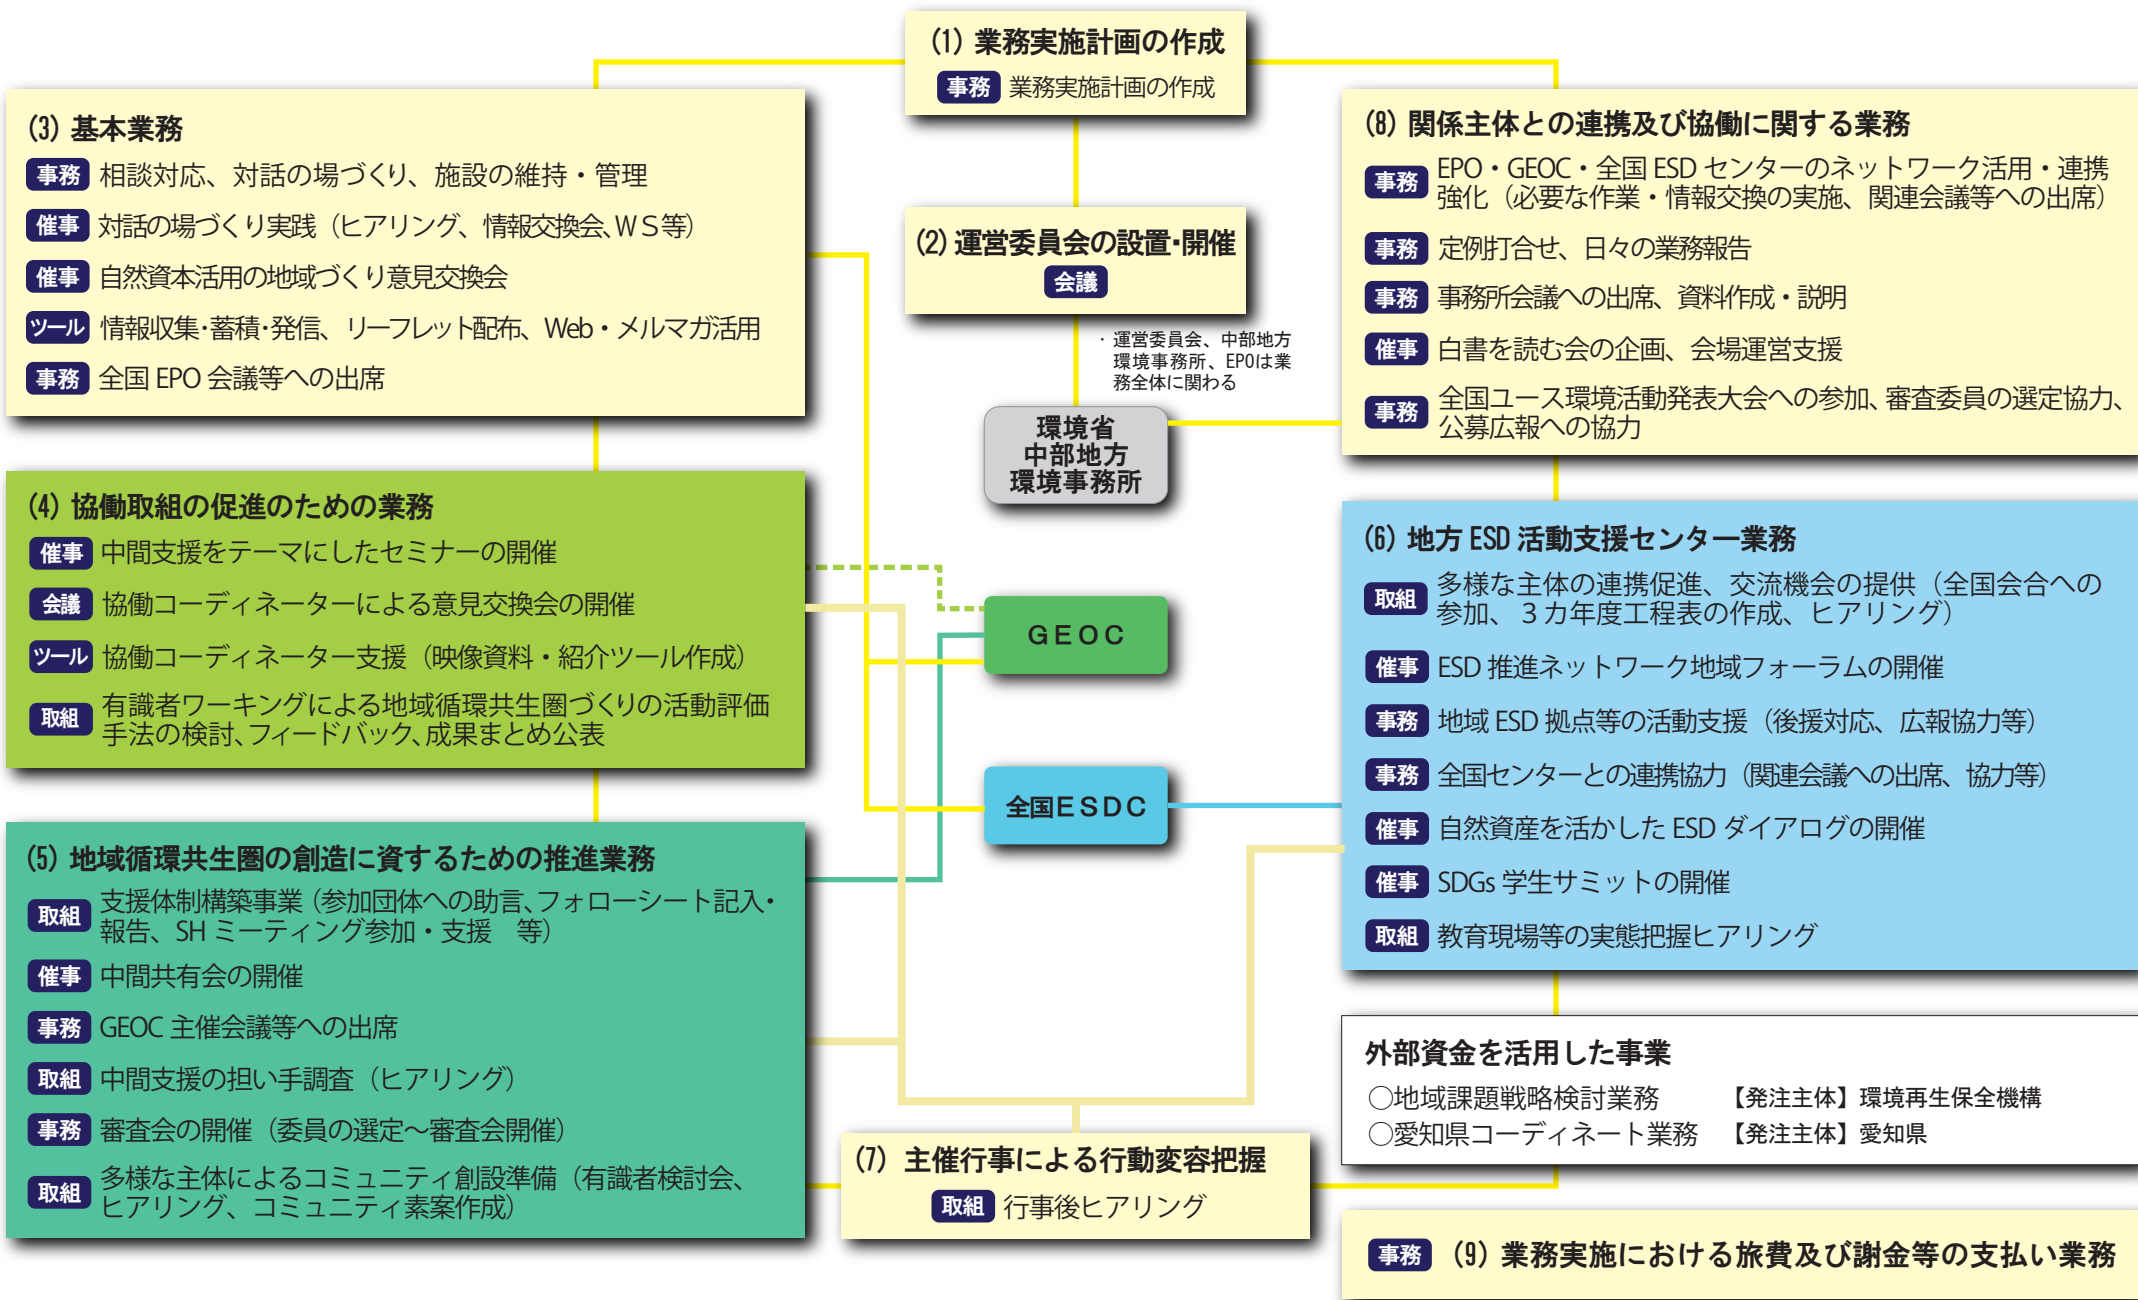 (1) 業務実施計画の作成
事務 業務実施計画の作成
(3) 基本業務
事務 相談対応、対話の場づくり、施設の維持・管理
催事 対話の場づくり実践（ヒアリング、情報交換会、ＷＳ等）
催事 自然資本活用の地域づくり意見交換会
ツール 情報収集・蓄積・発信、リーフレット配布、Web・メルマガ活用
事務 全国 EPO 会議等への出席
(2) 運営委員会の設置・開催
会議
・運営委員会、中部地方
環境事務所、EPOは業
務全体に関わる
環境省
中部地方
環境事務所
(8) 関係主体との連携及び協働に関する業務
事務 EPO・GEOC・全国 ESD センターのネットワーク活用・連携
強化（必要な作業・情報交換の実施、関連会議等への出席）
事務 定例打合せ、日々の業務報告
事務 事務所会議への出席、資料作成・説明
催事 白書を読む会の企画、会場運営支援
事務 全国ユース環境活動発表大会への参加、審査委員の選定協力、
公募広報への協力
(4) 協働取組の促進のための業務
催事 中間支援をテーマにしたセミナーの開催
会議 協働コーディネーターによる意見交換会の開催
ツール 協働コーディネーター支援（映像資料・紹介ツール作成）
取組 有識者ワーキングによる地域循環共生圏づくりの活動評価
手法の検討、フィードバック、成果まとめ公表
ＧＥＯＣ
全国ＥＳＤＣ
(6) 地方 ESD 活動支援センター業務
取組 多様な主体の連携促進、交流機会の提供（全国会合への
参加、３カ年度工程表の作成、ヒアリング）
催事 ESD 推進ネットワーク地域フォーラムの開催
事務 地域 ESD 拠点等の活動支援（後援対応、広報協力等）
事務 全国センターとの連携協力（関連会議への出席、協力等）
催事 自然資産を活かした ESD ダイアログの開催
催事 SDGs 学生サミットの開催
取組 教育現場等の実態把握ヒアリング
(5) 地域循環共生圏の創造に資するための推進業務
取組 支援体制構築事業（参加団体への助言、フォローシート記入・
報告、SH ミーティング参加・支援　等）
催事 中間共有会の開催
事務 GEOC 主催会議等への出席
取組 中間支援の担い手調査（ヒアリング）
事務 審査会の開催（委員の選定～審査会開催）
取組 多様な主体によるコミュニティ創設準備（有識者検討会、
ヒアリング、コミュニティ素案作成）
外部資金を活用した事業
○地域課題戦略検討業務 【発注主体】環境再生保全機構
○愛知県コーディネート業務 【発注主体】愛知県
(7) 主催行事による行動変容把握
取組 行事後ヒアリング
事務 (9) 業務実施における旅費及び謝金等の支払い業務